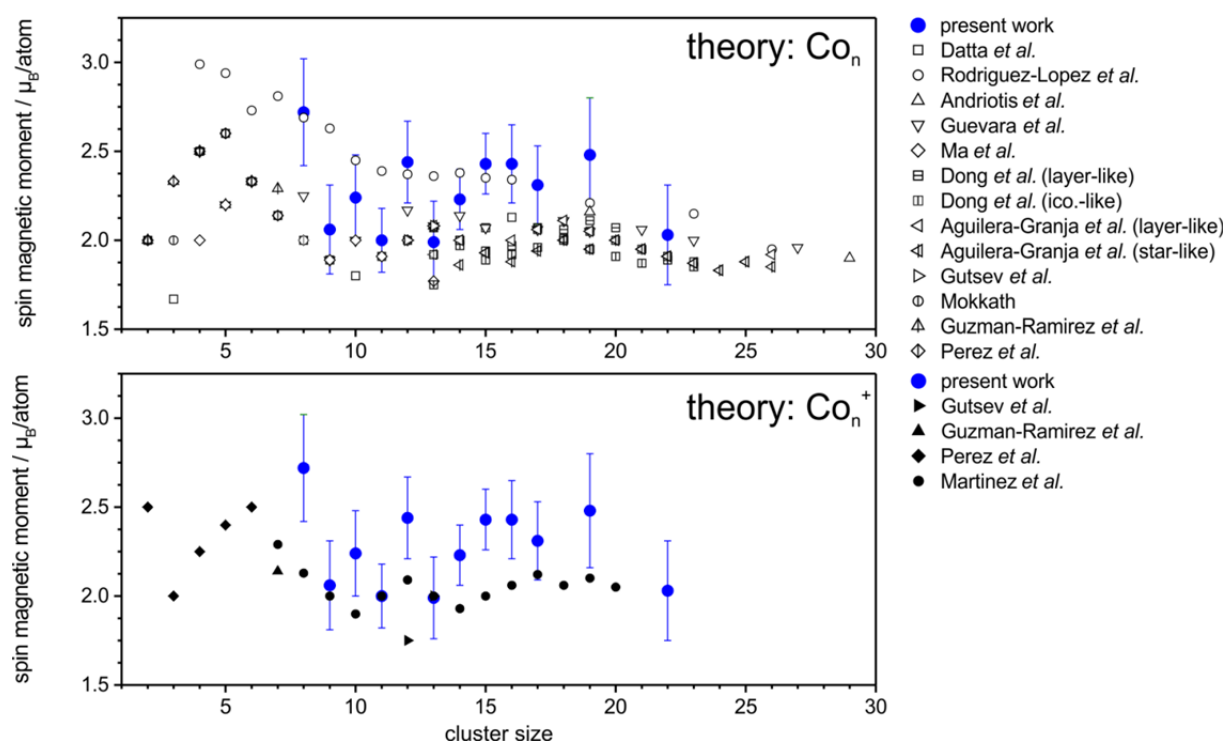 theory: Coₙ
spin magnetic moment / μ_B/atom
3.0
2.5
2.0
1.5
5
10
15
20
25
30
present work
Datta et al.
Rodriguez-Lopez et al.
Andriotis et al.
Guevara et al.
Ma et al.
Dong et al. (layer-like)
Dong et al. (ico.-like)
Aguilera-Granja et al. (layer-like)
Aguilera-Granja et al. (star-like)
Gutsev et al.
Mokkath
Guzman-Ramirez et al.
Perez et al.
theory: Coₙ⁺
spin magnetic moment / μ_B/atom
3.0
2.5
2.0
1.5
5
10
15
20
25
30
cluster size
present work
Gutsev et al.
Guzman-Ramirez et al.
Perez et al.
Martinez et al.